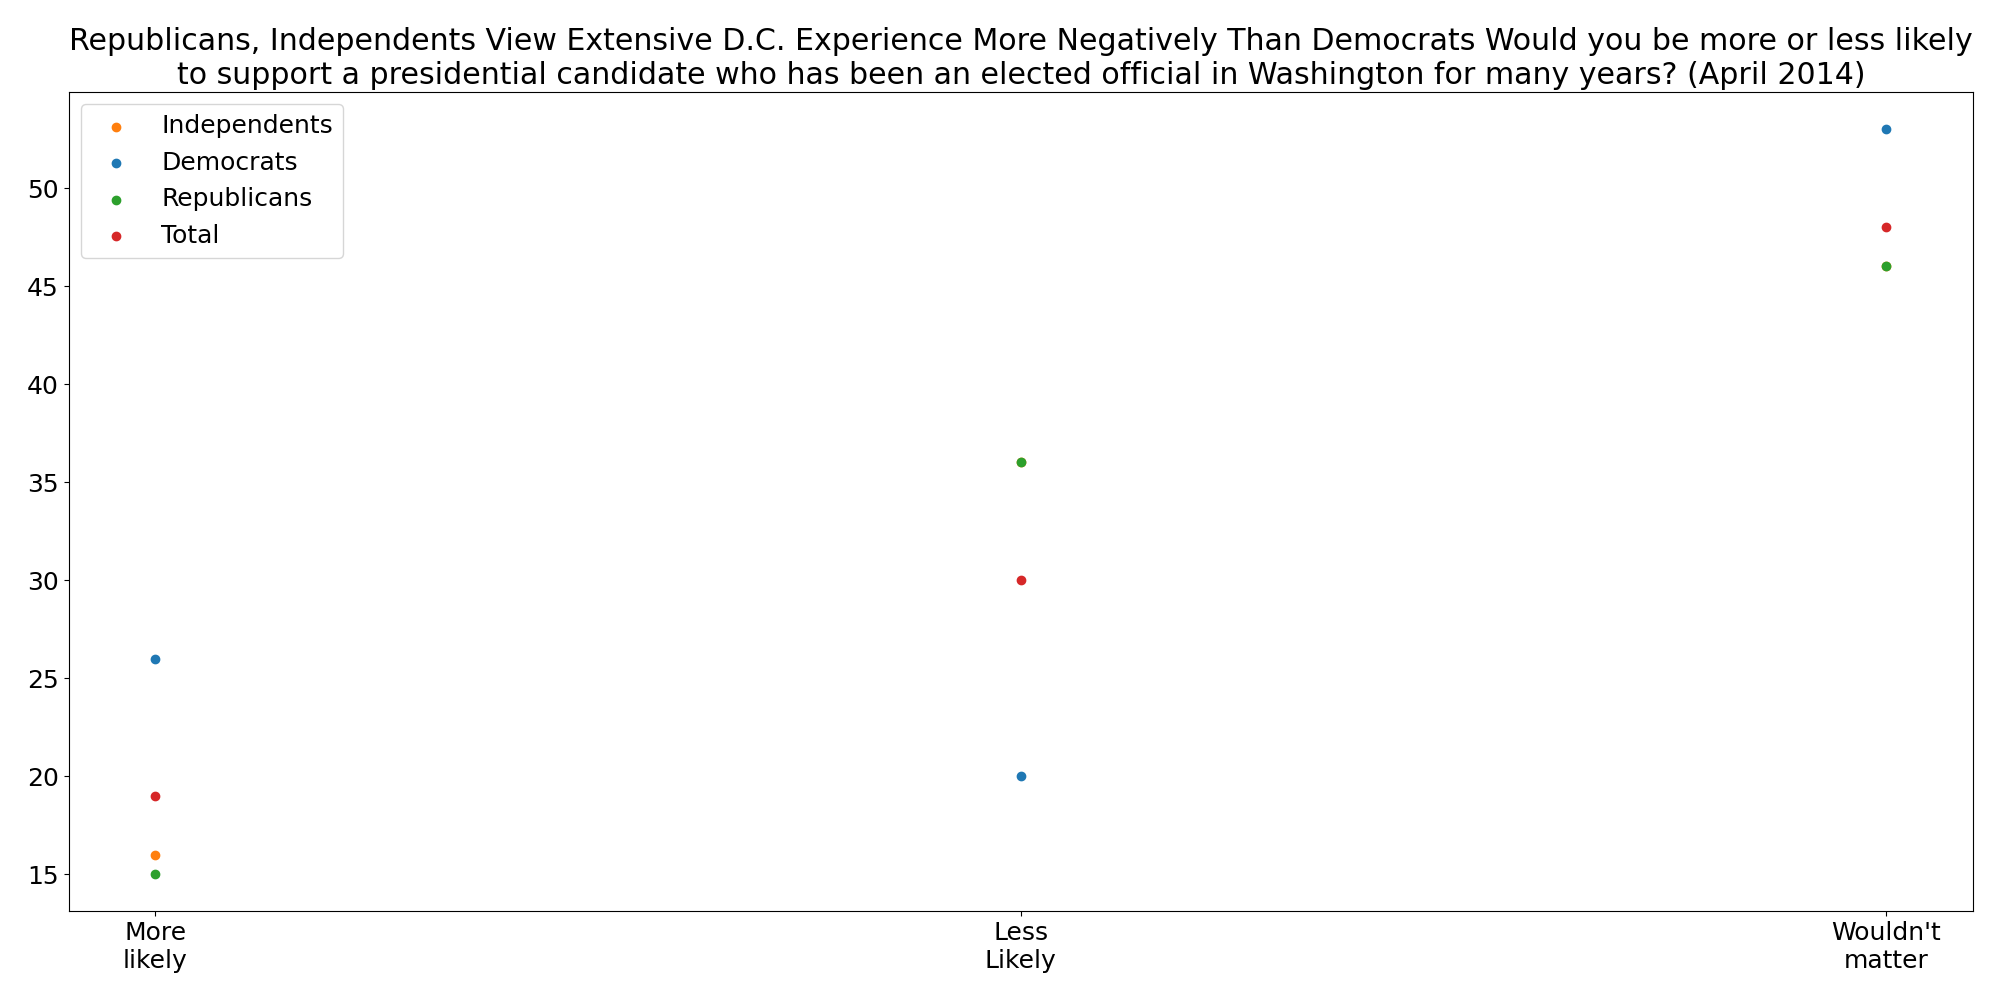 Republicans, Independents View Extensive D.C. Experience More Negatively Than Democrats Would you be more or less likely
to support a presidential candidate who has been an elected official in Washington for many years? (April 2014)
Independents
Democrats
Republicans
Total
50
45
40
35
30
25
20
15
More
likely
Less
Likely
Wouldn't
matter